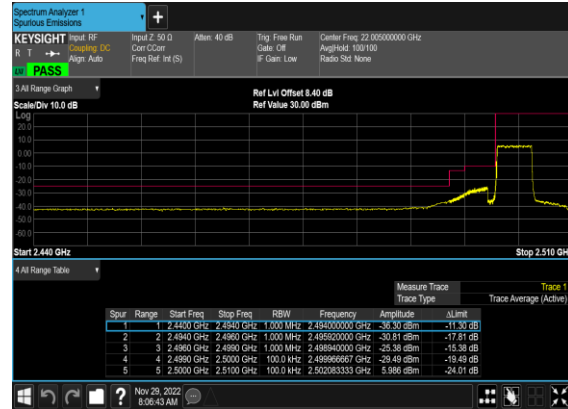 Spectrum Analyzer 1
Spurious Emissions
+
KEYSIGHT Input: RF Input Z: 50 Ω Atten: 40 dB Trig: Free Run Center Freq: 22.005000000 GHz
R T Coupling: DC Corr CCorr Gate: Off Avg|Hold: 100/100
Align: Auto Freq Ref: Int (S) IF Gain: Low Radio Std: None
PASS
3 All Range Graph
Ref Lvl Offset 8.40 dB
Scale/Div 10.0 dB Ref Value 30.00 dBm
Log
20.0
10.0
0.00
-10.0
-20.0
-30.0
-40.0
-50.0
-60.0
Start 2.440 GHz Stop 2.510 GH
4 All Range Table
Measure Trace Trace 1
Trace Type Trace Average (Active)
Spur Range Start Freq Stop Freq RBW Frequency Amplitude ΔLimit
1 1 2.4400 GHz 2.4940 GHz 1.000 MHz 2.494000000 GHz -36.30 dBm -11.30 dB
2 2 2.4940 GHz 2.4960 GHz 1.000 MHz 2.495920000 GHz -30.81 dBm -17.81 dB
3 3 2.4960 GHz 2.4990 GHz 1.000 MHz 2.498940000 GHz -25.38 dBm -15.38 dB
4 4 2.4990 GHz 2.5000 GHz 100.0 kHz 2.499966667 GHz -29.49 dBm -19.49 dB
5 5 2.5000 GHz 2.5100 GHz 100.0 kHz 2.502083333 GHz 5.986 dBm -24.01 dB
? Nov 29, 2022
8:06:43 AM